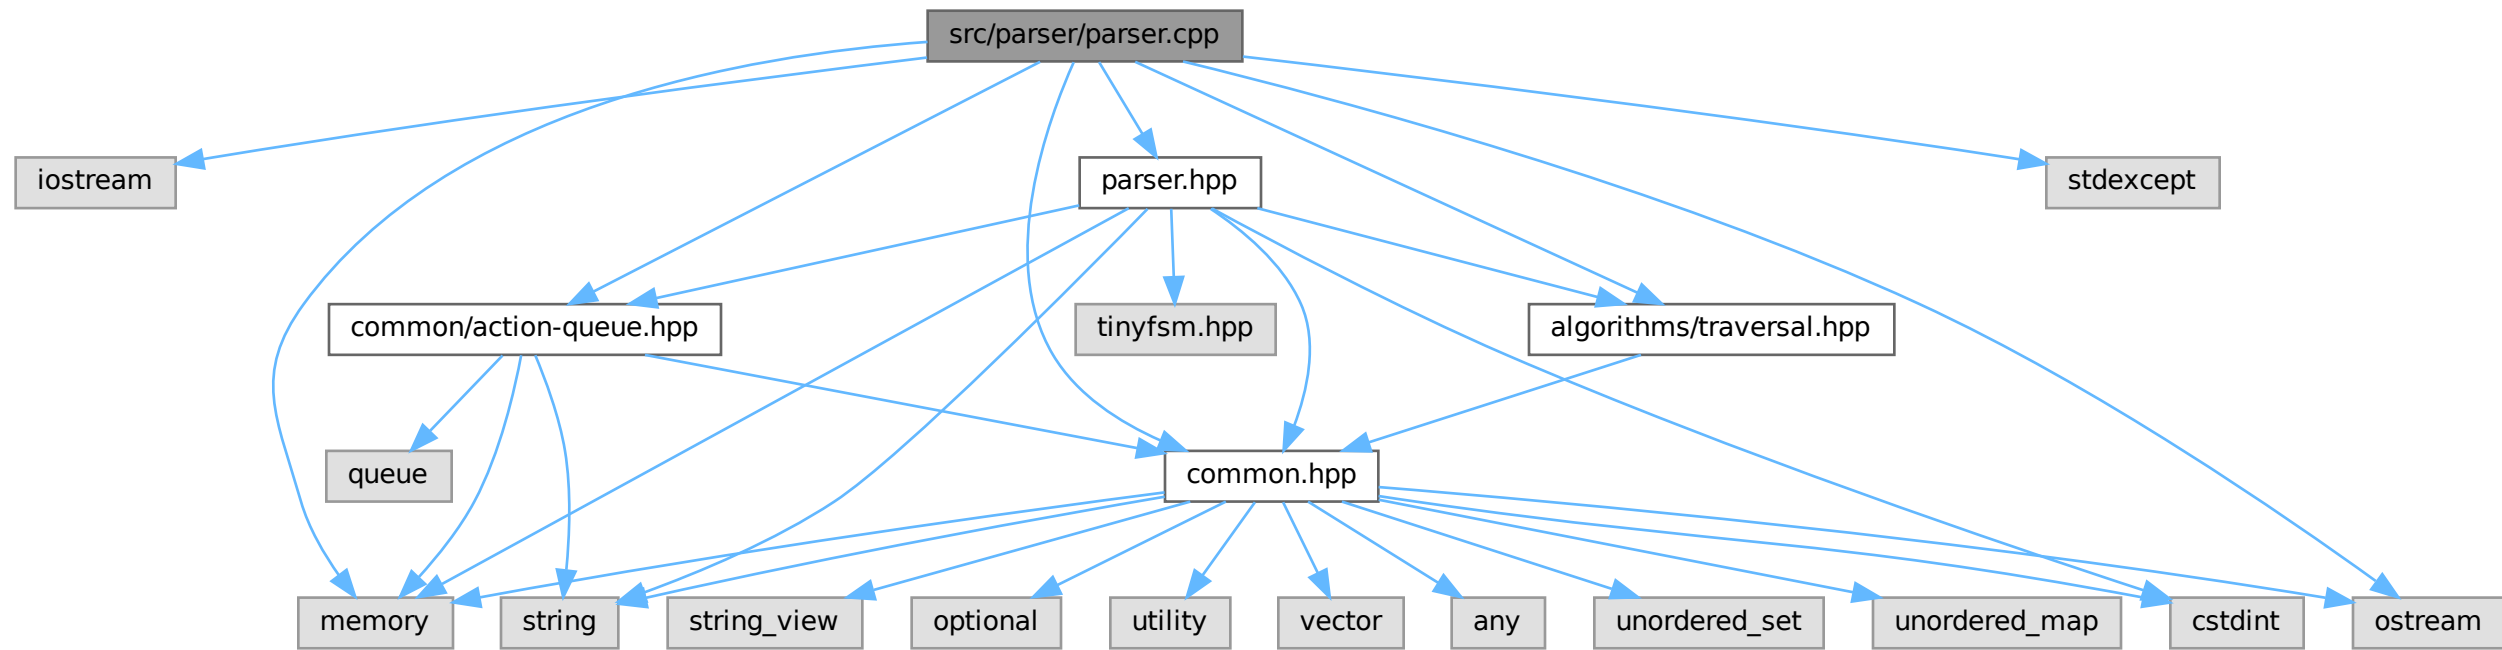 src/parser/parser.cpp
iostream
parser.hpp
stdexcept
common/action-queue.hpp
tinyfsm.hpp
algorithms/traversal.hpp
queue
common.hpp
memory
string
string_view
optional
utility
vector
any
unordered_set
unordered_map
cstdint
ostream